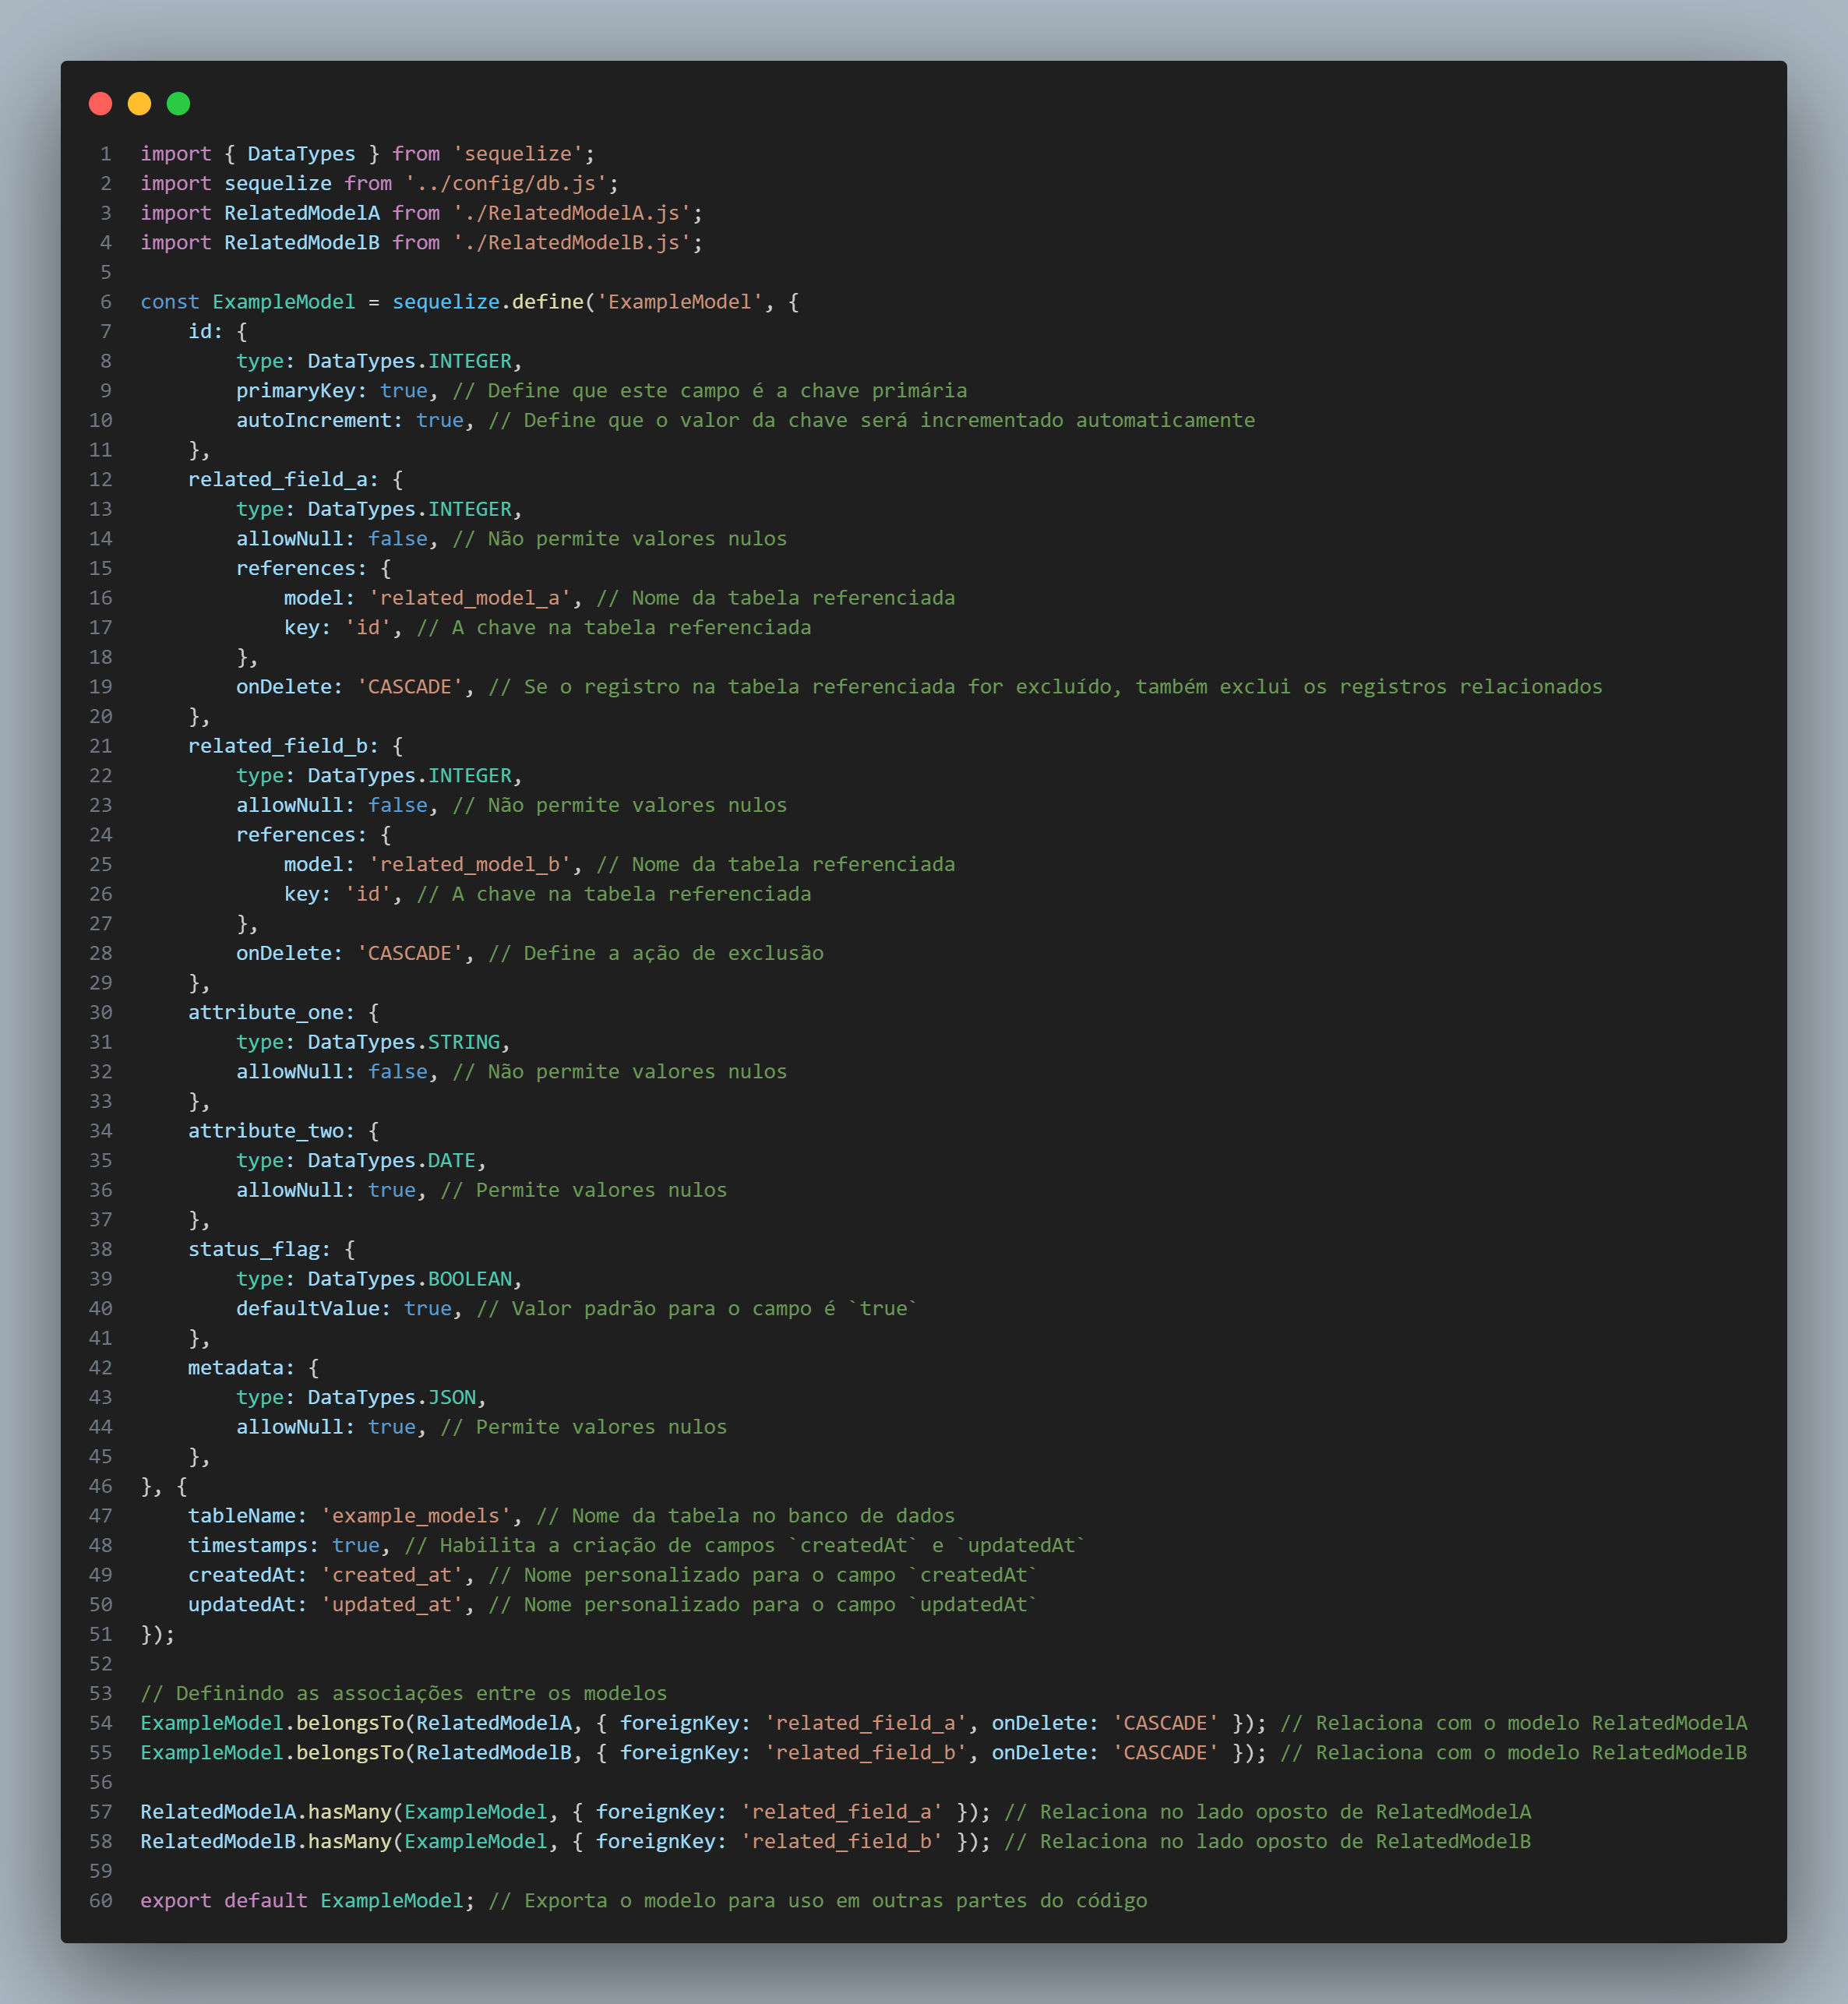 1 import { DataTypes } from 'sequelize';
2 import sequelize from '../config/db.js';
3 import RelatedModelA from './RelatedModelA.js';
4 import RelatedModelB from './RelatedModelB.js';
5
6 const ExampleModel = sequelize.define('ExampleModel', {
7     id: {
8         type: DataTypes.INTEGER,
9         primaryKey: true, // Define que este campo é a chave primária
10         autoIncrement: true, // Define que o valor da chave será incrementado automaticamente
11     },
12     related_field_a: {
13         type: DataTypes.INTEGER,
14         allowNull: false, // Não permite valores nulos
15         references: {
16             model: 'related_model_a', // Nome da tabela referenciada
17             key: 'id', // A chave na tabela referenciada
18         },
19         onDelete: 'CASCADE', // Se o registro na tabela referenciada for excluído, também exclui os registros relacionados
20     },
21     related_field_b: {
22         type: DataTypes.INTEGER,
23         allowNull: false, // Não permite valores nulos
24         references: {
25             model: 'related_model_b', // Nome da tabela referenciada
26             key: 'id', // A chave na tabela referenciada
27         },
28         onDelete: 'CASCADE', // Define a ação de exclusão
29     },
30     attribute_one: {
31         type: DataTypes.STRING,
32         allowNull: false, // Não permite valores nulos
33     },
34     attribute_two: {
35         type: DataTypes.DATE,
36         allowNull: true, // Permite valores nulos
37     },
38     status_flag: {
39         type: DataTypes.BOOLEAN,
40         defaultValue: true, // Valor padrão para o campo é `true`
41     },
42     metadata: {
43         type: DataTypes.JSON,
44         allowNull: true, // Permite valores nulos
45     },
46 }, {
47     tableName: 'example_models', // Nome da tabela no banco de dados
48     timestamps: true, // Habilita a criação de campos `createdAt` e `updatedAt`
49     createdAt: 'created_at', // Nome personalizado para o campo `createdAt`
50     updatedAt: 'updated_at', // Nome personalizado para o campo `updatedAt`
51 });
52
53 // Definindo as associações entre os modelos
54 ExampleModel.belongsTo(RelatedModelA, { foreignKey: 'related_field_a', onDelete: 'CASCADE' }); // Relaciona com o modelo RelatedModelA
55 ExampleModel.belongsTo(RelatedModelB, { foreignKey: 'related_field_b', onDelete: 'CASCADE' }); // Relaciona com o modelo RelatedModelB
56
57 RelatedModelA.hasMany(ExampleModel, { foreignKey: 'related_field_a' }); // Relaciona no lado oposto de RelatedModelA
58 RelatedModelB.hasMany(ExampleModel, { foreignKey: 'related_field_b' }); // Relaciona no lado oposto de RelatedModelB
59
60 export default ExampleModel; // Exporta o modelo para uso em outras partes do código